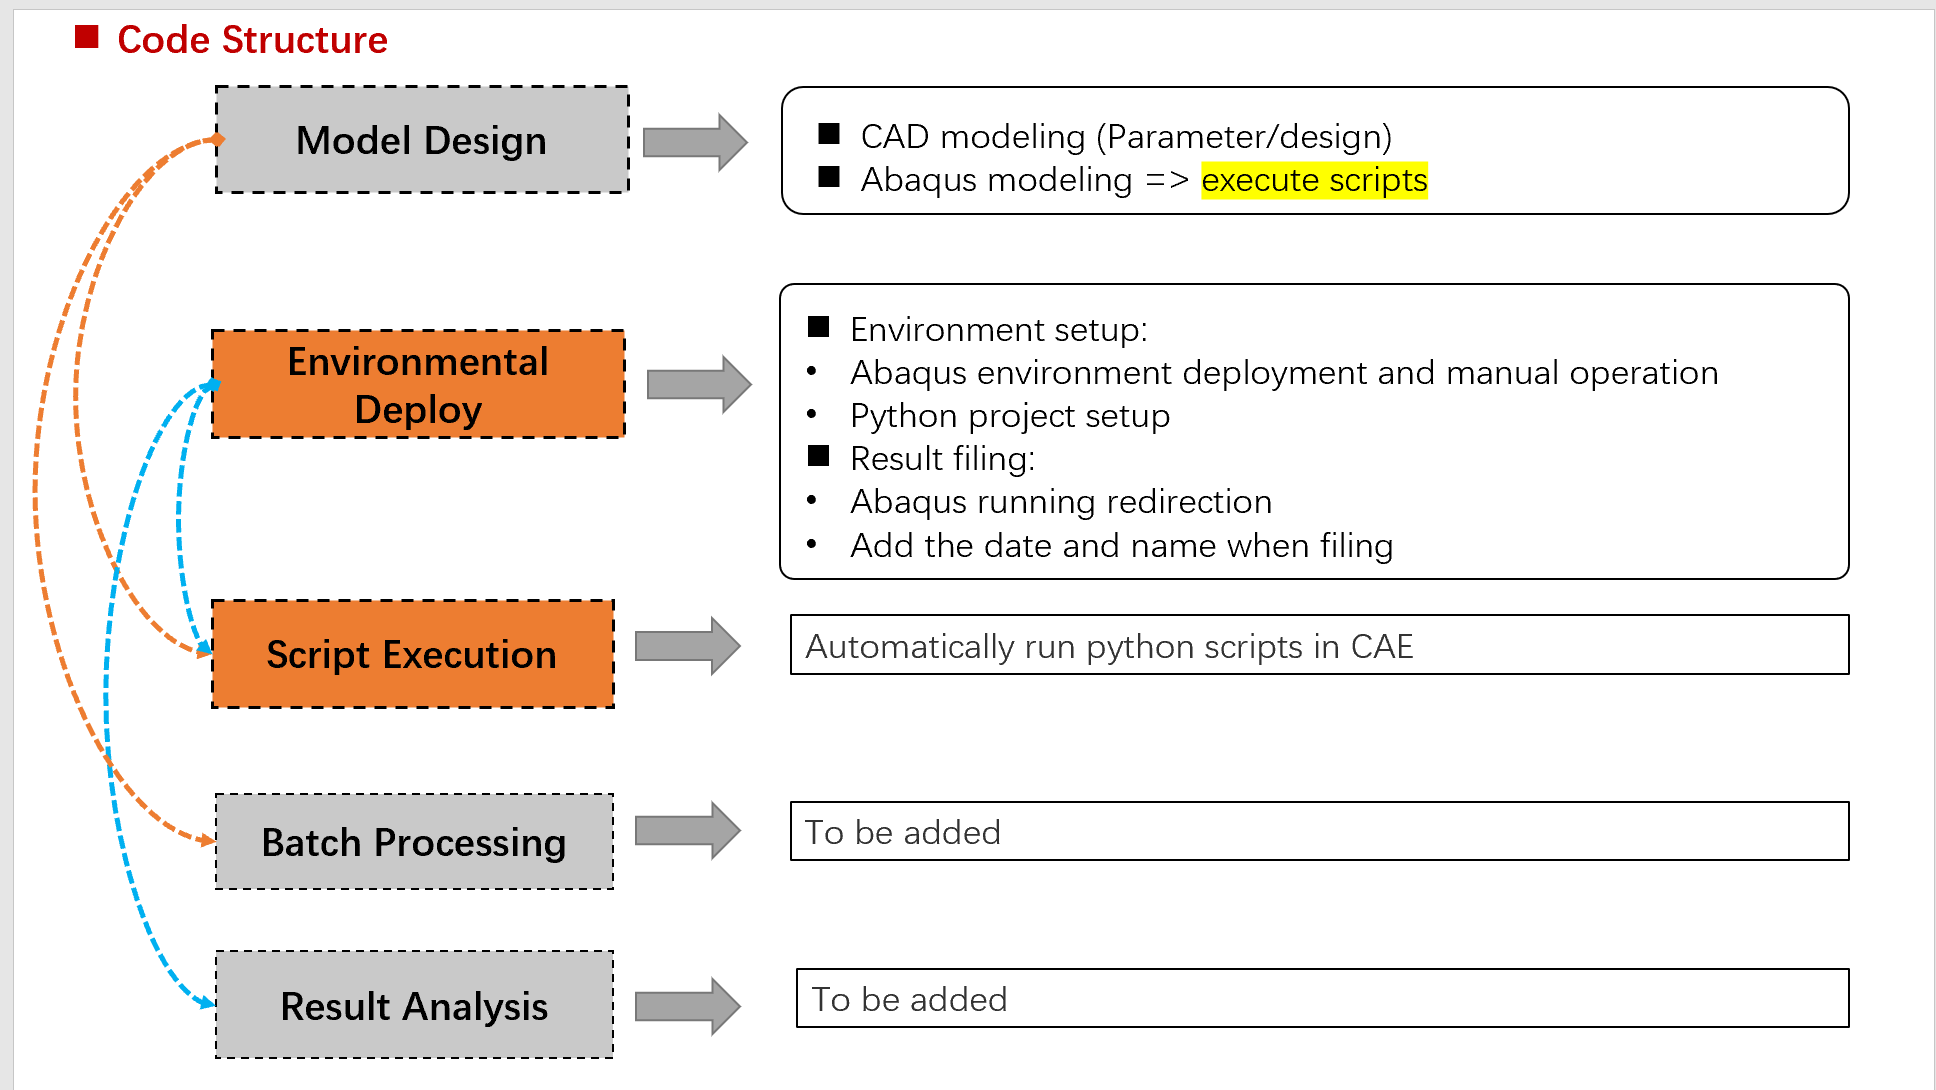 Code Structure
Model Design
CAD modeling (Parameter/design)
Abaqus modeling => execute scripts
Environmental
Deploy
Environment setup:
Abaqus environment deployment and manual operation
Python project setup
Result filing:
Abaqus running redirection
Add the date and name when filing
Script Execution
Automatically run python scripts in CAE
Batch Processing
To be added
Result Analysis
To be added